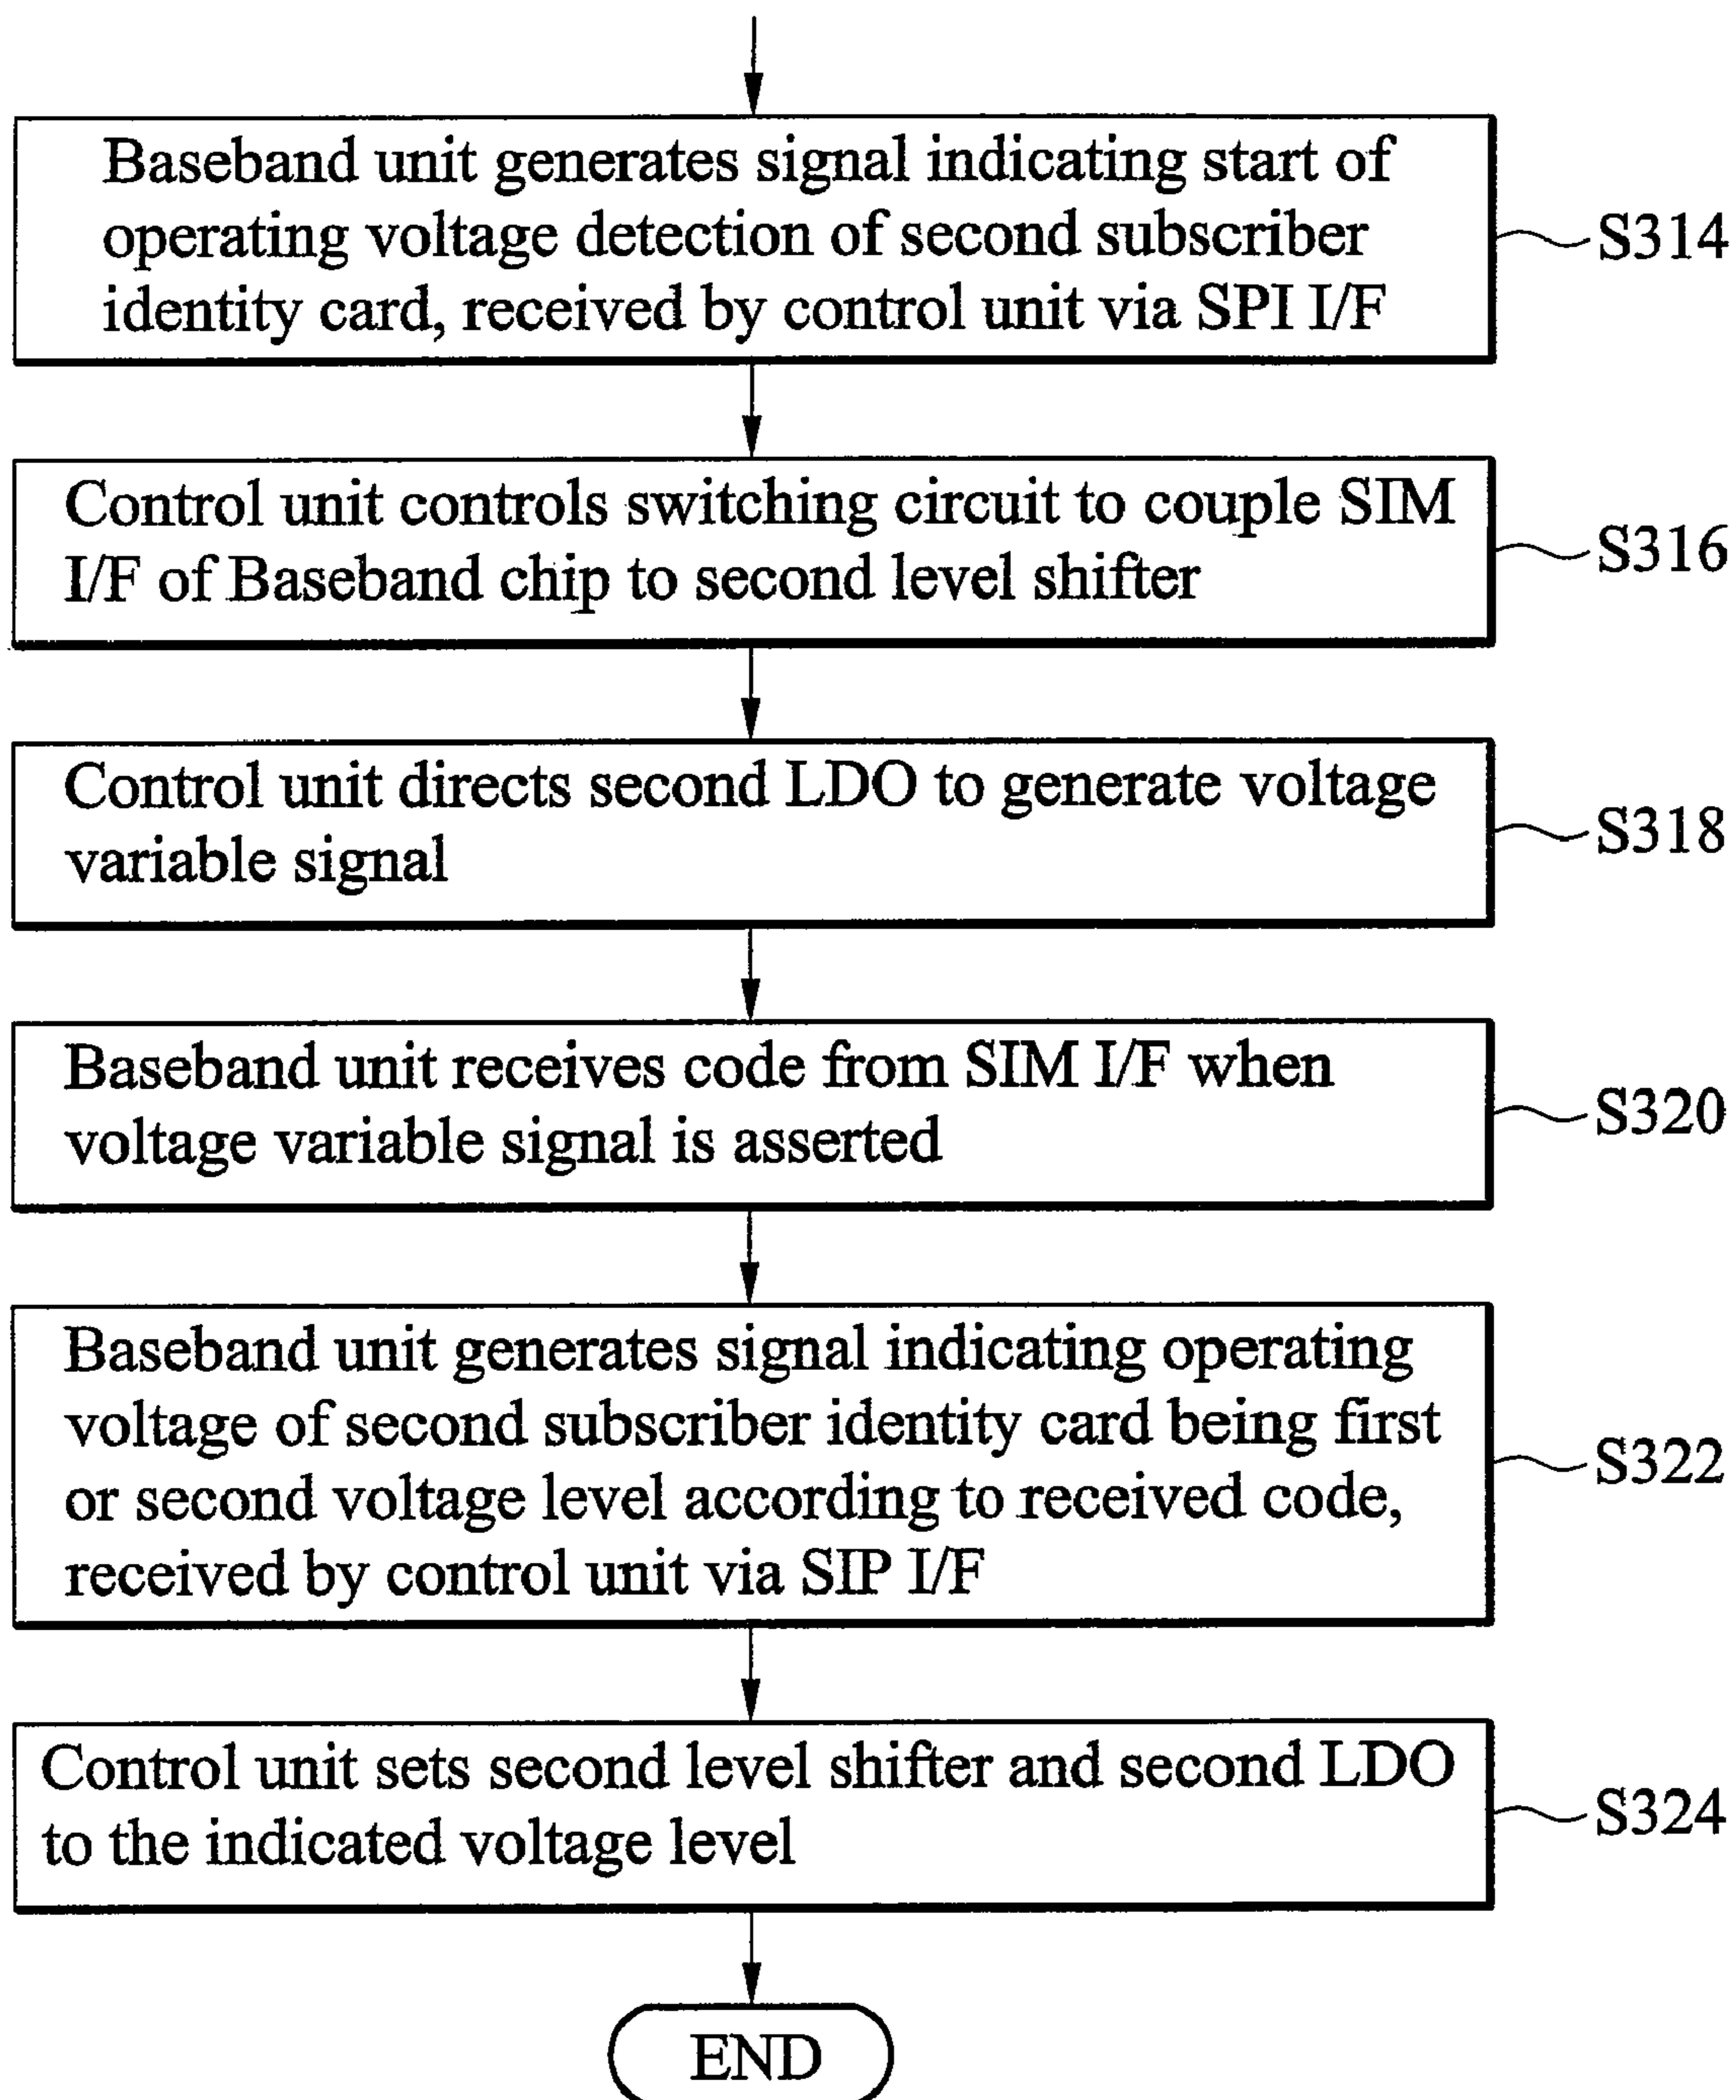 Baseband unit generates signal indicating start of
operating voltage detection of second subscriber
identity card, received by control unit via SPI I/F
S314
Control unit controls switching circuit to couple SIM
I/F of Baseband chip to second level shifter
S316
Control unit directs second LDO to generate voltage
variable signal
S318
Baseband unit receives code from SIM I/F when
voltage variable signal is asserted
S320
Baseband unit generates signal indicating operating
voltage of second subscriber identity card being first
or second voltage level according to received code,
received by control unit via SIP I/F
S322
Control unit sets second level shifter and second LDO
to the indicated voltage level
S324
END